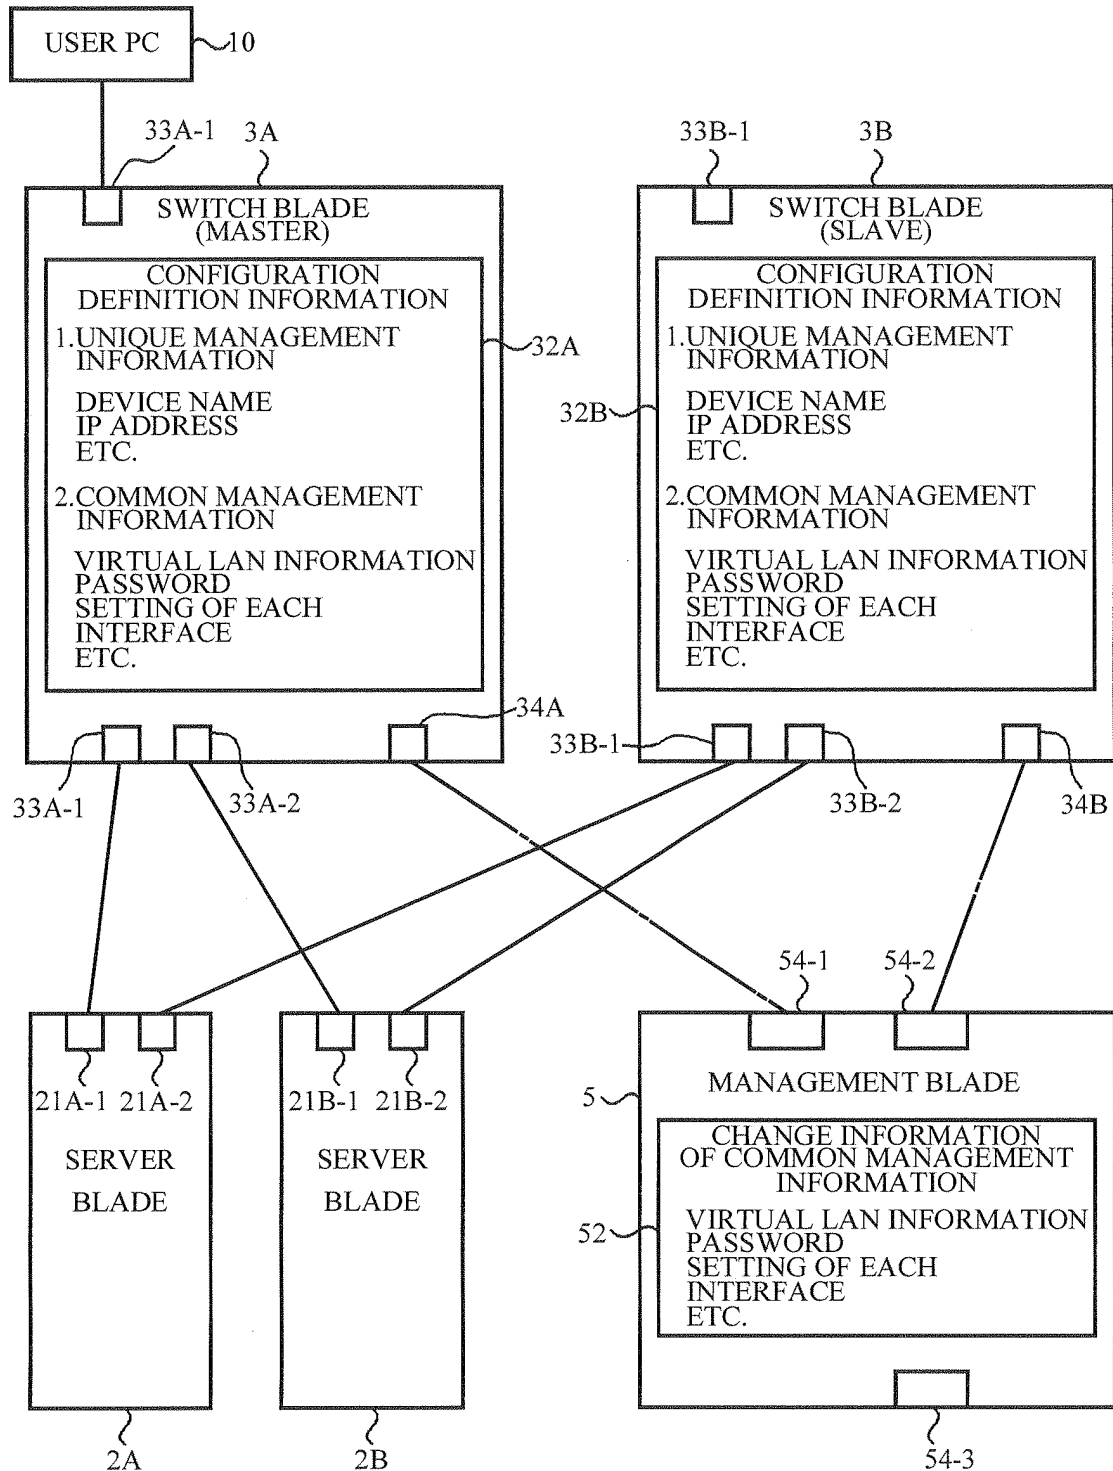 USER PC
10
33A-1
3A
33B-1
3B
SWITCH BLADE
(MASTER)
CONFIGURATION
DEFINITION INFORMATION
1.UNIQUE MANAGEMENT
INFORMATION
DEVICE NAME
IP ADDRESS
ETC.
2.COMMON MANAGEMENT
INFORMATION
VIRTUAL LAN INFORMATION
PASSWORD
SETTING OF EACH
INTERFACE
ETC.
32A
SWITCH BLADE
(SLAVE)
CONFIGURATION
DEFINITION INFORMATION
1.UNIQUE MANAGEMENT
INFORMATION
DEVICE NAME
IP ADDRESS
ETC.
2.COMMON MANAGEMENT
INFORMATION
VIRTUAL LAN INFORMATION
PASSWORD
SETTING OF EACH
INTERFACE
ETC.
32B
34A
33B-1
33A-1
33A-2
33B-2
34B
54-1
54-2
21A-1
21A-2
SERVER
BLADE
21B-1
21B-2
SERVER
BLADE
5
MANAGEMENT BLADE
CHANGE INFORMATION
OF COMMON MANAGEMENT
INFORMATION
VIRTUAL LAN INFORMATION
PASSWORD
SETTING OF EACH
INTERFACE
ETC.
52
2A
2B
54-3